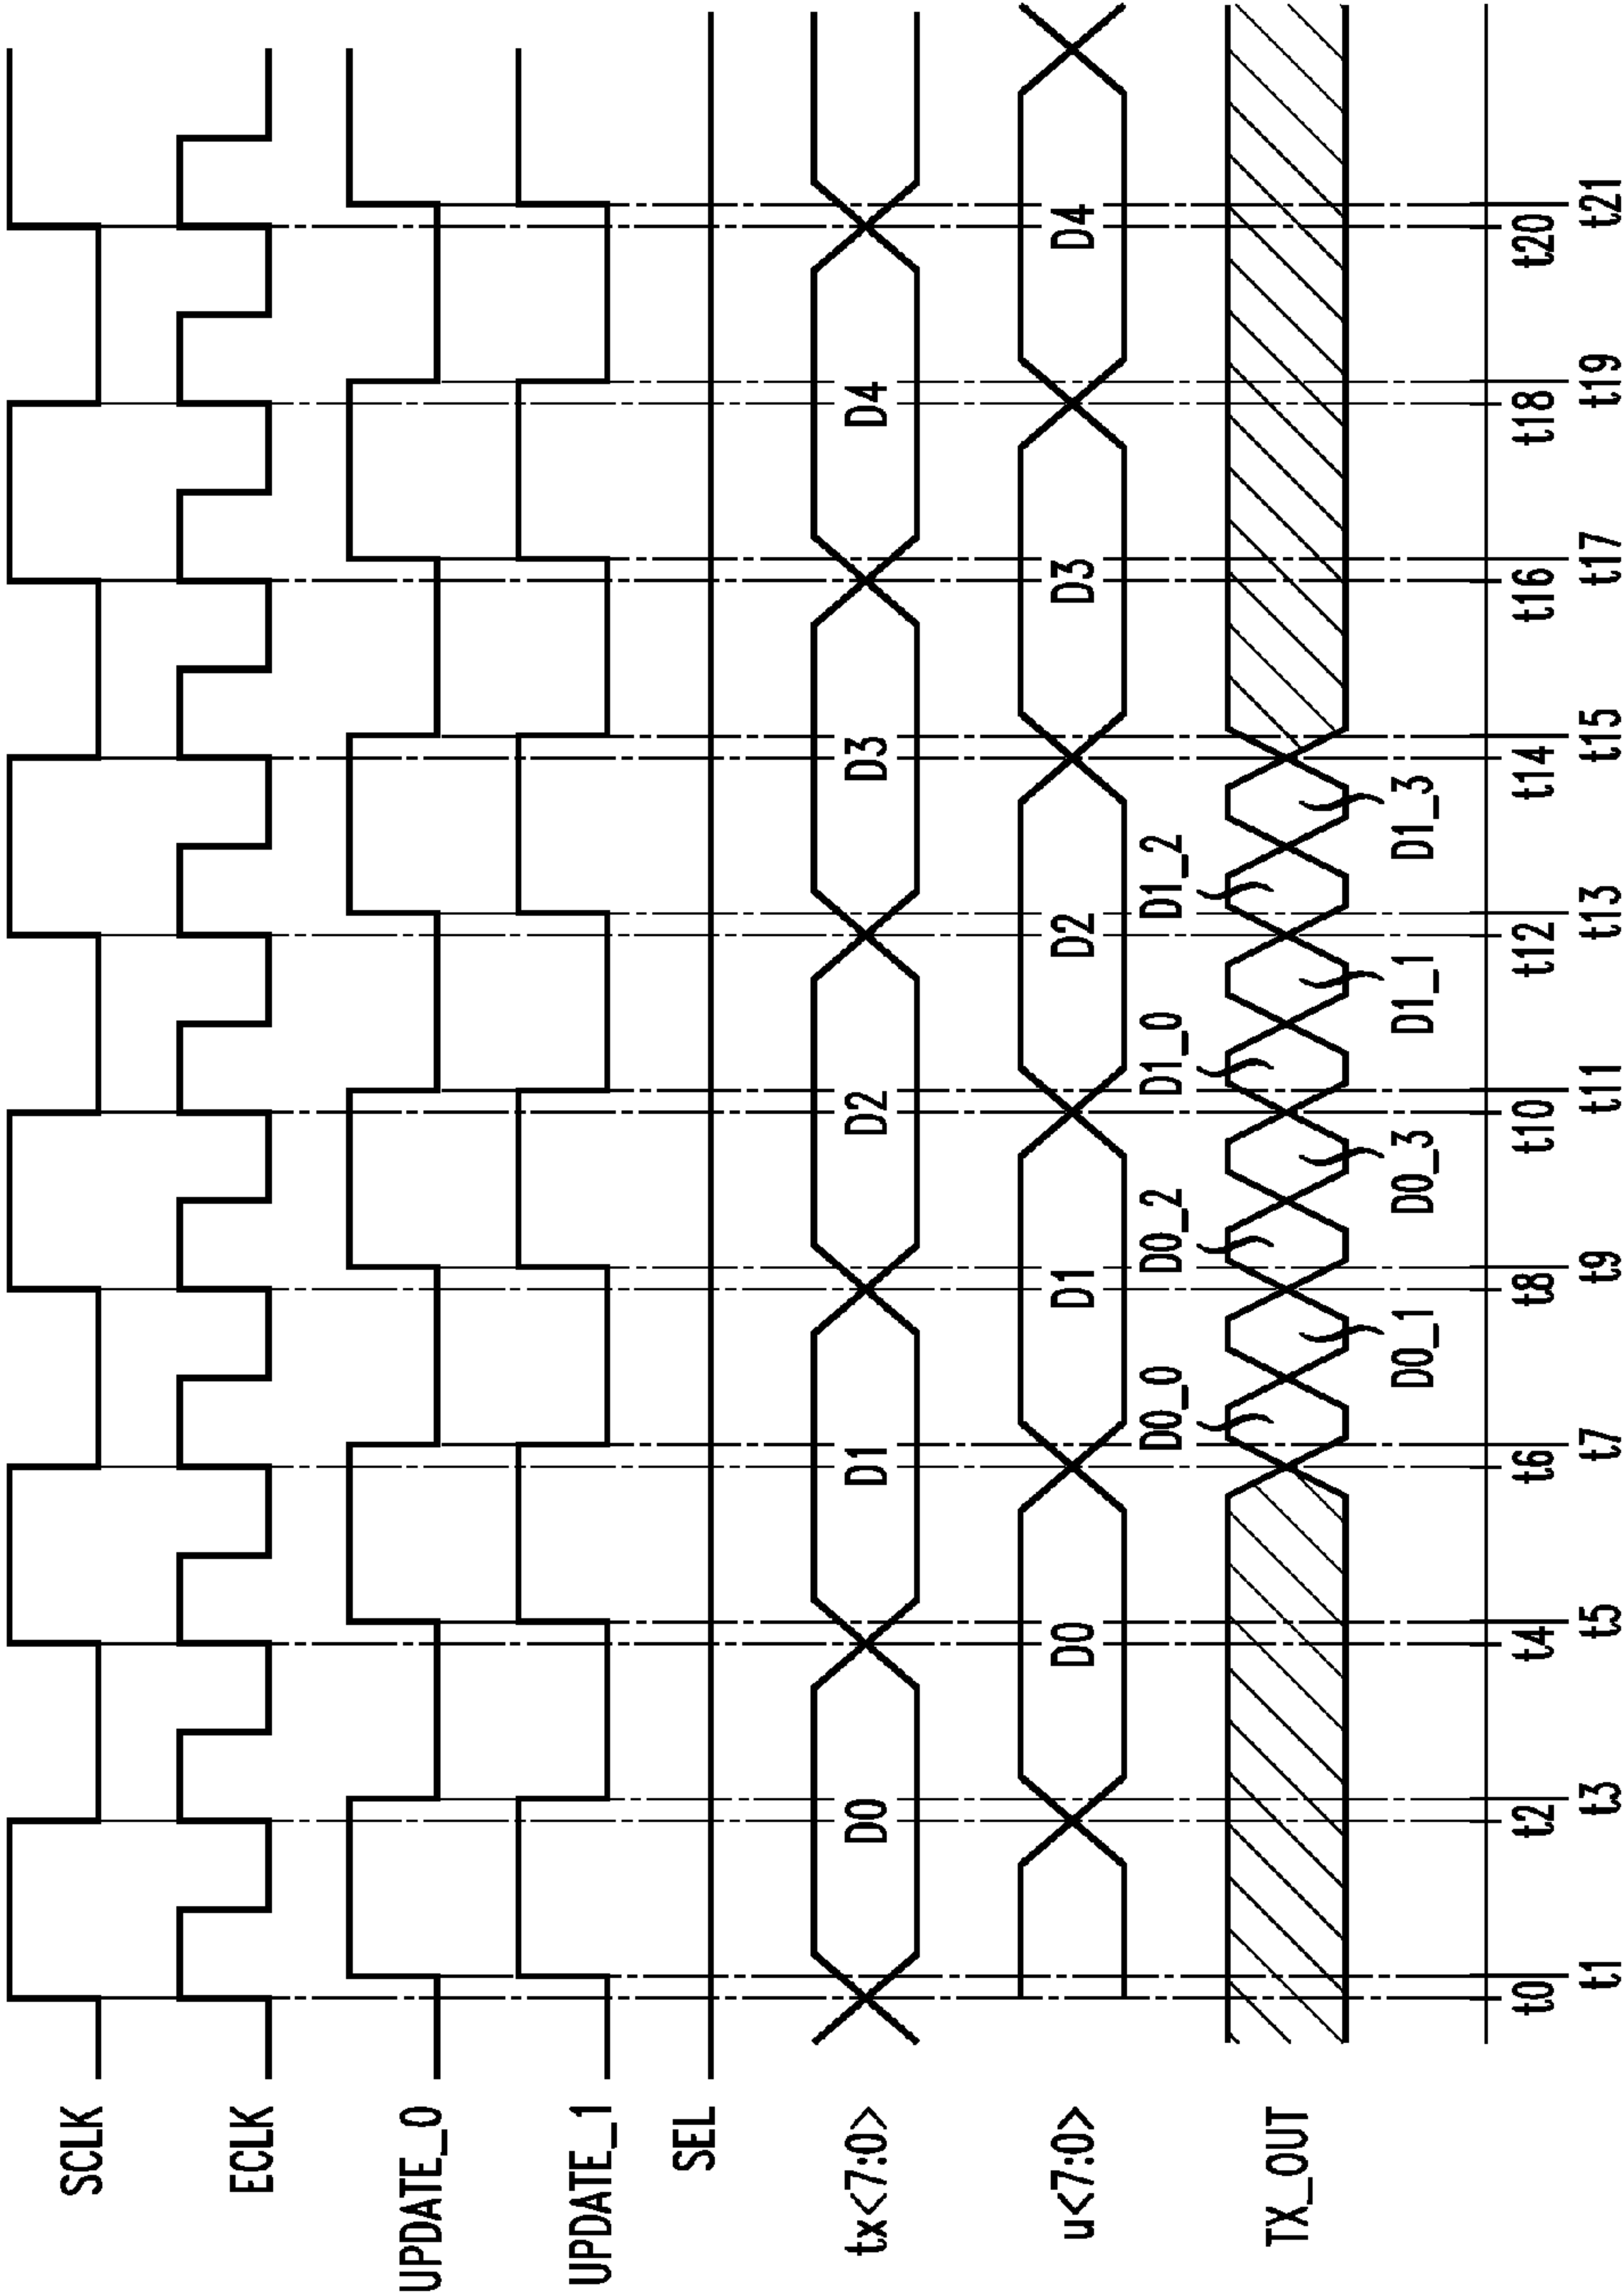 SCLK
ECLK
UPDATE_0
UPDATE_1
SEL
tx<7:0>
D0
D1
D2
D3
D4
u<7:0>
D0
D1
D2
D3
D4
TX_OUT
D0_0
D0_2
D1_0
D1_2
D0_1
D0_3
D1_1
D1_3
t0
t2
t4
t6
t8
t10
t12
t14
t16
t18
t20
t1
t3
t5
t7
t9
t11
t13
t15
t17
t19
t21